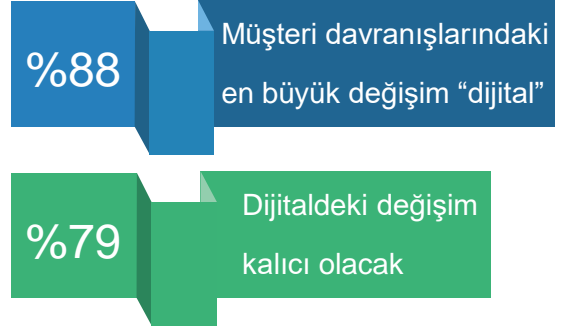 %88
Müşteri davranışlarındaki
en büyük değişim “dijital”
%79
Dijitaldeki değişim
kalıcı olacak